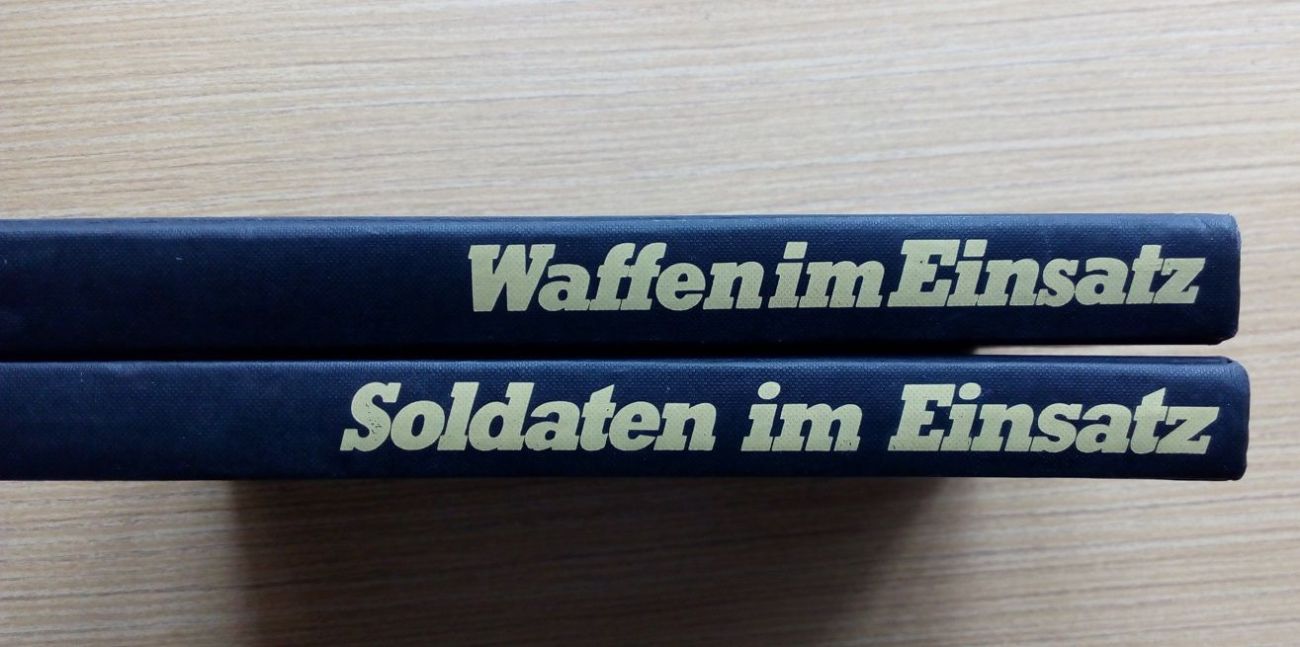 Waffen im Einsatz
Soldaten im Einsatz